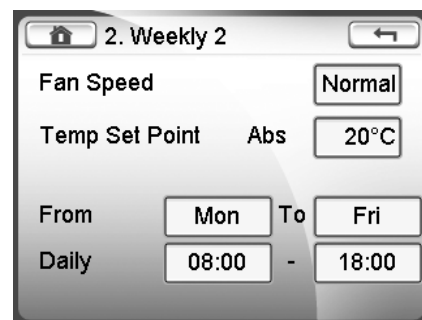 2. Weekly 2
Fan Speed Normal
Temp Set Point Abs 20°C
From Mon To Fri
Daily 08:00 - 18:00